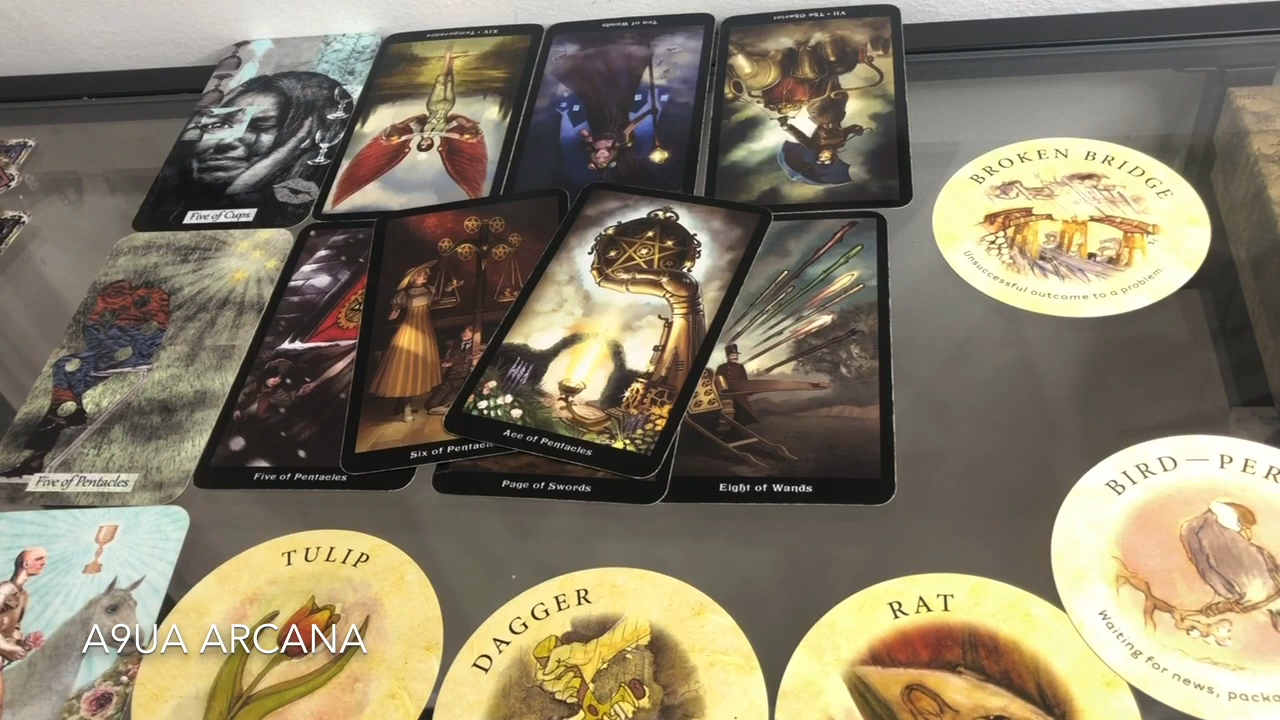 XIV • Temperance
Ten of Wands
VII • The Chariot
Five of Cups
BROKEN BRIDGE
Unsuccessful outcome to a problem.
Five of Pentacles
Five of Pentacles
Six of Pentacl
Ace of Pentacles
Page of Swords
Eight of Wands
BIRD—PER
Waiting for news, packa
TULIP
DAGGER
RAT
A9UA ARCANA